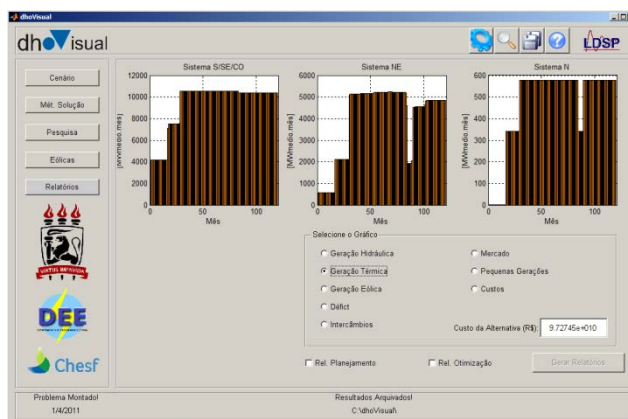 dhoVisual
dhoVisual
LDSP
Cenário
Mét. Solução
Pesquisa
Eólicas
Relatórios
VIRTUS IMPAVIDA
DEE
Chesf
Sistema S/SE/CO
12000
10000
8000
6000
4000
2000
[MWmedio.mês]
0 50 100
Mês
Sistema NE
6000
5000
4000
3000
2000
1000
0
[MWmedio.mês]
0 50 100
Mês
Sistema N
600
500
400
300
200
100
0
[MWmedio.mês]
0 50 100
Mês
Selecione o Gráfico
Geração Hidráulica
Geração Térmica
Geração Eólica
Défict
Intercâmbios
Mercado
Pequenas Gerações
Custos
Custo da Alternativa (R$): 9.72745e+010
Rel. Planejamento
Rel. Otimização
Gerar Relatórios
Problema Montado!
1/4/2011
Resultados Arquivados!
C:\dhoVisual\